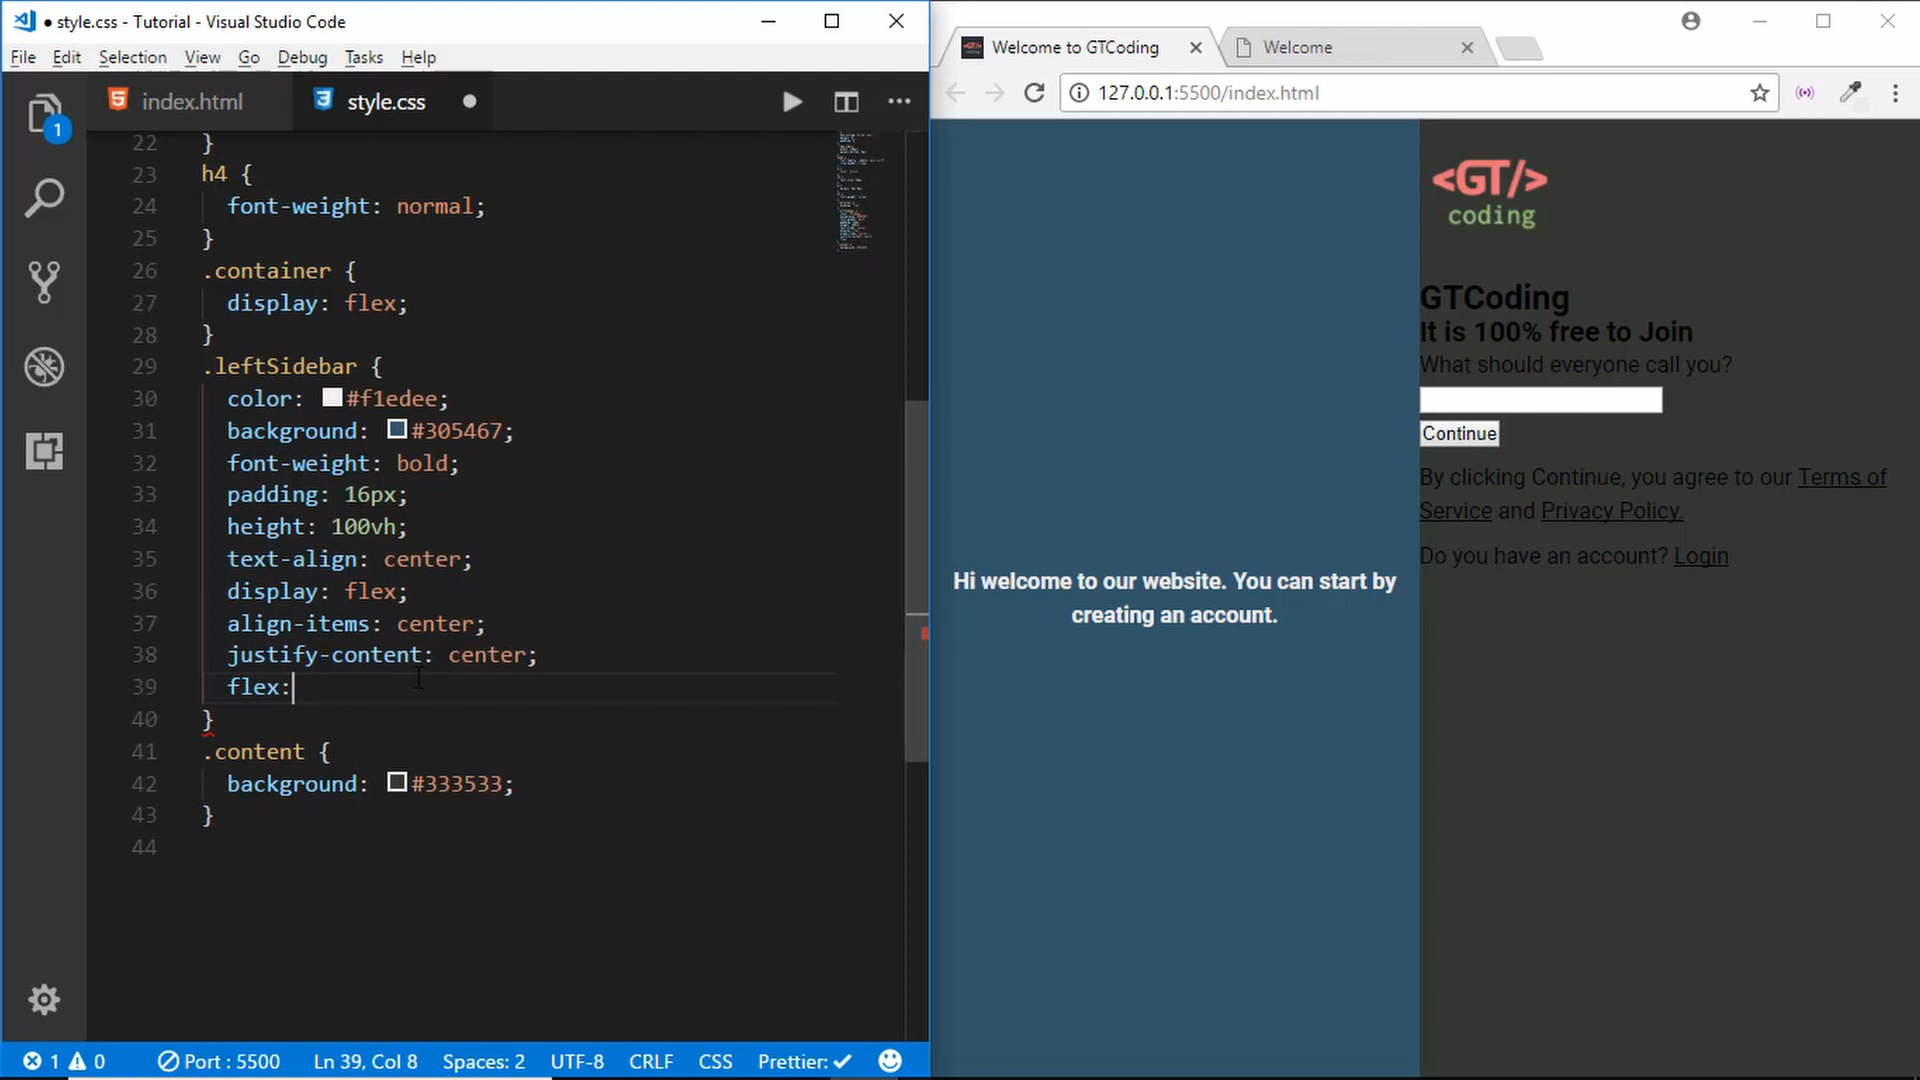 style.css - Tutorial - Visual Studio Code
File Edit Selection View Go Debug Tasks Help
1
index.html
style.css
22 }
23 h4 {
24 font-weight: normal;
25 }
26 .container {
27 display: flex;
28 }
29 .leftSidebar {
30 color: #f1edee;
31 background: #305467;
32 font-weight: bold;
33 padding: 16px;
34 height: 100vh;
35 text-align: center;
36 display: flex;
37 align-items: center;
38 justify-content: center;
39 flex:
40 }
41 .content {
42 background: #333533;
43 }
44
1 0 Port : 5500 Ln 39, Col 8 Spaces: 2 UTF-8 CRLF CSS Prettier: ✓
Welcome to GTCoding
Welcome
127.0.0.1:5500/index.html
Hi welcome to our website. You can start by
creating an account.
<GT/>
coding
GTCoding
It is 100% free to Join
What should everyone call you?
Continue
By clicking Continue, you agree to our Terms of
Service and Privacy Policy.
Do you have an account? Login